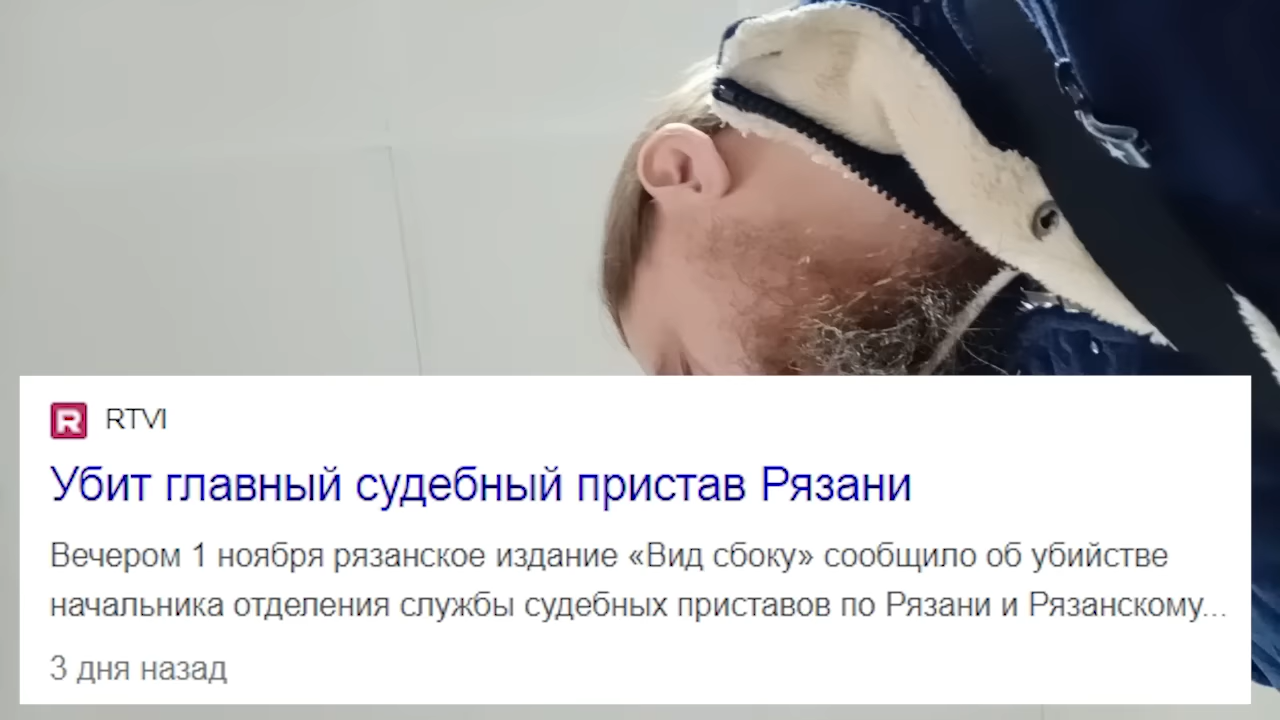 R RTVI
Убит главный судебный пристав Рязани
Вечером 1 ноября рязанское издание «Вид сбоку» сообщило об убийстве
начальника отделения службы судебных приставов по Рязани и Рязанскому...
3 дня назад